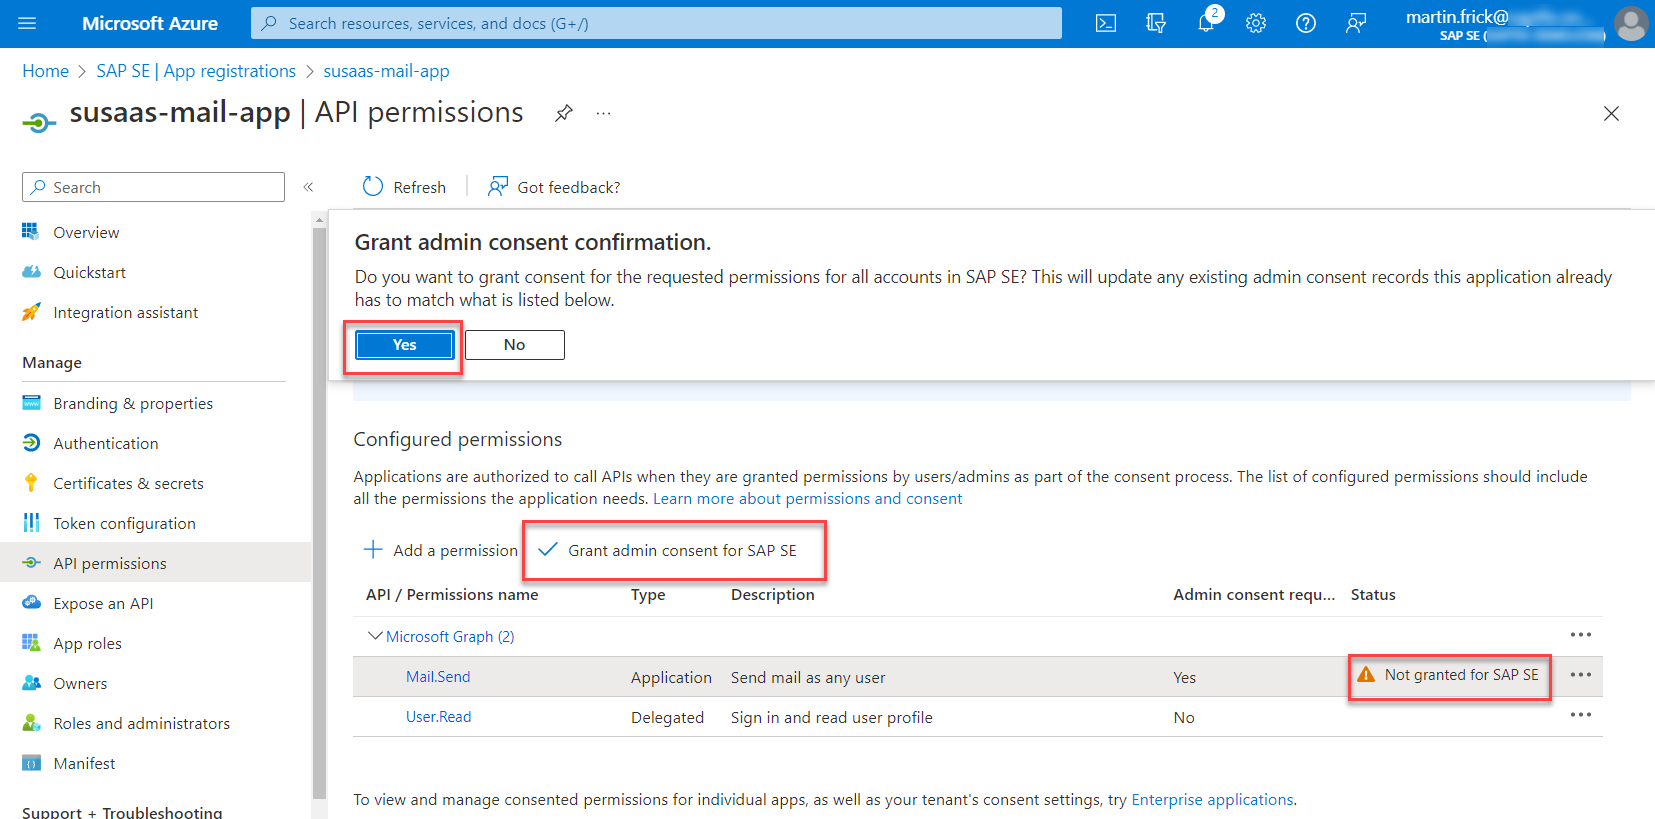 Microsoft Azure
Search resources, services, and docs (G+/)
2
martin.frick@
SAP SE (
Home > SAP SE | App registrations > susaas-mail-app
susaas-mail-app | API permissions
Search
Refresh
Got feedback?
Overview
Quickstart
Integration assistant
Manage
Branding & properties
Authentication
Certificates & secrets
Token configuration
API permissions
Expose an API
App roles
Owners
Roles and administrators
Manifest
Support + Troubleshooting
Grant admin consent confirmation.
Do you want to grant consent for the requested permissions for all accounts in SAP SE? This will update any existing admin consent records this application already
has to match what is listed below.
Yes
No
Configured permissions
Applications are authorized to call APIs when they are granted permissions by users/admins as part of the consent process. The list of configured permissions should include
all the permissions the application needs. Learn more about permissions and consent
Add a permission
Grant admin consent for SAP SE
API / Permissions name Type Description Admin consent requ... Status
Microsoft Graph (2)
Mail.Send Application Send mail as any user Yes Not granted for SAP SE
User.Read Delegated Sign in and read user profile No
To view and manage consented permissions for individual apps, as well as your tenant's consent settings, try Enterprise applications.